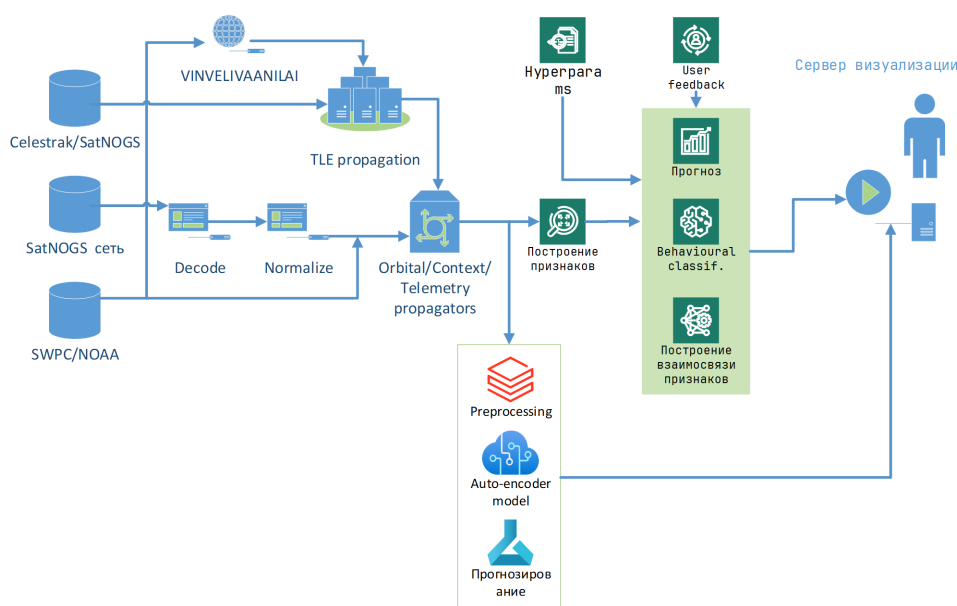 Hyperpara
ms
User
feedback
Сервер визуализации
VINVELIVAANILAI
Celestrak/SatNOGS
TLE propagation
Прогноз
SatNOGS сеть
Decode
Normalize
Orbital/Context/
Telemetry
propagators
Построение
признаков
Behavioural
classif.
SWPC/NOAA
Построение
взаимосвязи
признаков
Preprocessing
Auto-encoder
model
Прогнозиров
ание